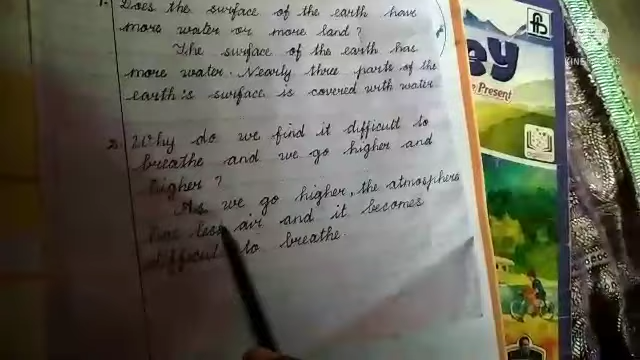 1. Does the surface of the earth have
more water or more land?
The surface of the earth has
more water. Nearly three parts of the
earth's surface is covered with water
2. Why do we find it difficult to
breathe and we go higher and
higher?
As we go higher, the atmosphere
has less air and it becomes
difficult to breathe.
ey
Present